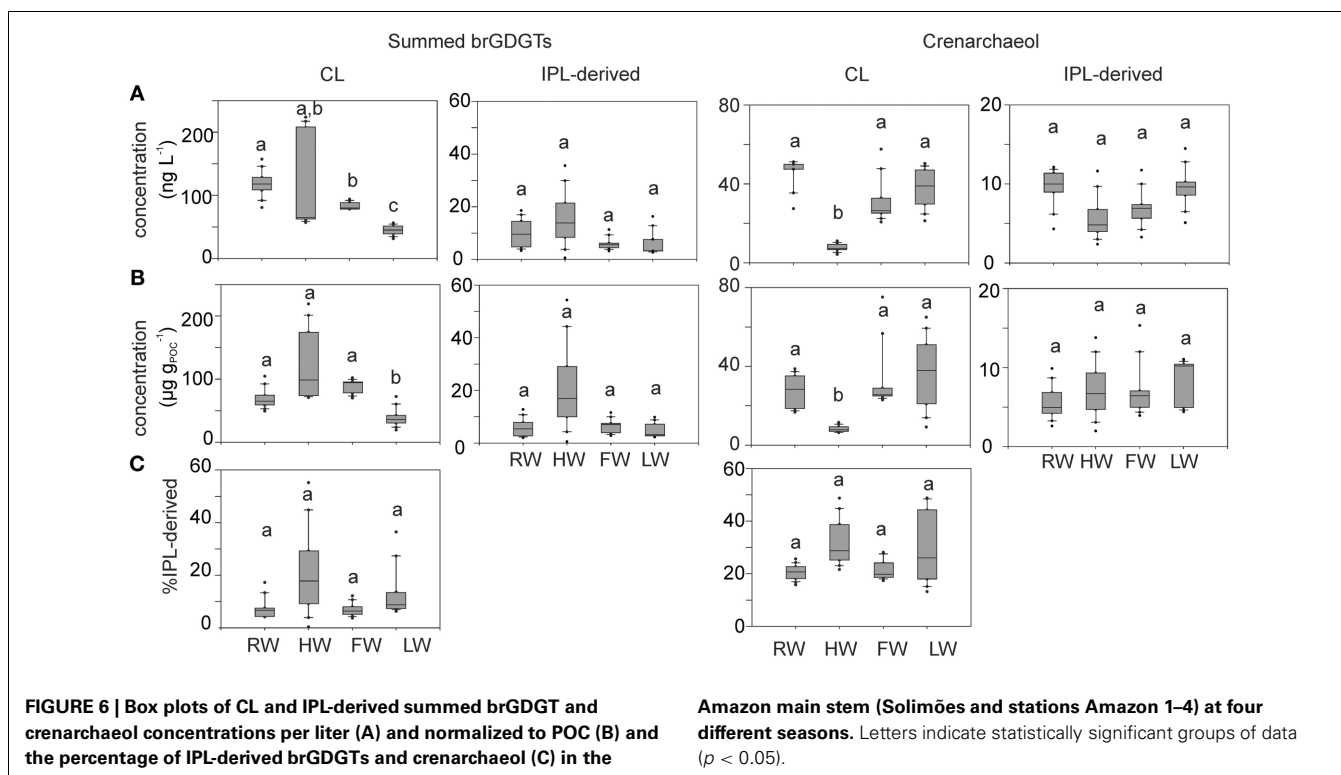 Summed brGDGTs
Crenarchaeol
CL
IPL-derived
CL
IPL-derived
A
concentration
(ng L-1)
200
100
0
a
a,b
b
c
60
40
20
0
a
a
a
a
80
40
0
a
b
a
a
20
10
0
a
a
a
a
B
concentration
(µg gPOC-1)
200
100
0
a
a
a
b
60
40
20
0
a
a
a
a
RW HW FW LW
80
40
0
a
b
a
a
20
10
0
a
a
a
a
RW HW FW LW
C
%IPL-derived
60
40
20
0
a
a
a
a
RW HW FW LW
60
40
20
0
a
a
a
a
RW HW FW LW
FIGURE 6 | Box plots of CL and IPL-derived summed brGDGT and
crenarchaeol concentrations per liter (A) and normalized to POC (B) and
the percentage of IPL-derived brGDGTs and crenarchaeol (C) in the
Amazon main stem (Solimões and stations Amazon 1–4) at four
different seasons. Letters indicate statistically significant groups of data
(p < 0.05).